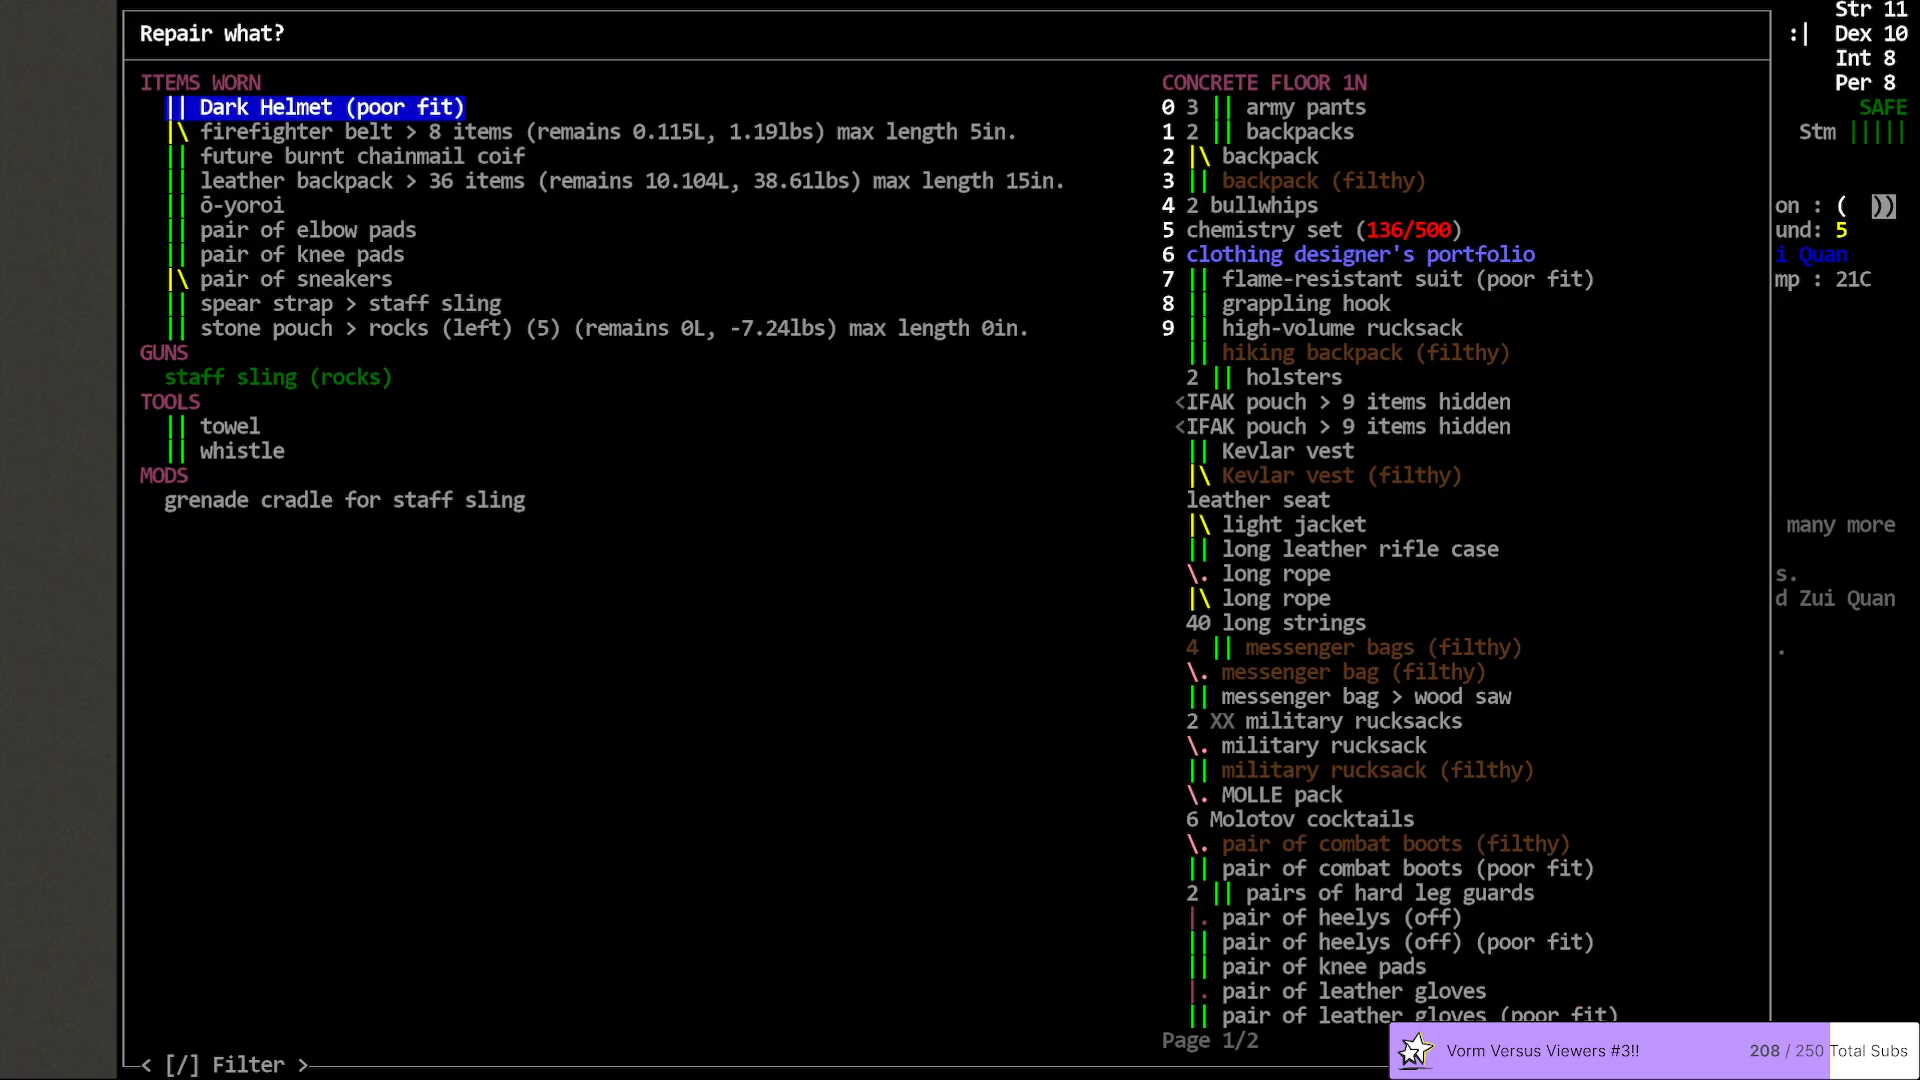 Repair what?
ITEMS WORN
|| Dark Helmet (poor fit)
|\ firefighter belt > 8 items (remains 0.115L, 1.19lbs) max length 5in.
|| future burnt chainmail coif
|| leather backpack > 36 items (remains 10.104L, 38.61lbs) max length 15in.
|| ō-yoroi
|| pair of elbow pads
|| pair of knee pads
|\ pair of sneakers
|| spear strap > staff sling
|| stone pouch > rocks (left) (5) (remains 0L, -7.24lbs) max length 0in.
GUNS
staff sling (rocks)
TOOLS
|| towel
|| whistle
MODS
grenade cradle for staff sling
< [/] Filter >
CONCRETE FLOOR 1N
0 3 || army pants
1 2 || backpacks
2 |\ backpack
3 || backpack (filthy)
4 2 bullwhips
5 chemistry set (136/500)
6 clothing designer's portfolio
7 || flame-resistant suit (poor fit)
8 || grappling hook
9 || high-volume rucksack
|| hiking backpack (filthy)
2 || holsters
<IFAK pouch > 9 items hidden
<IFAK pouch > 9 items hidden
|| Kevlar vest
|\ Kevlar vest (filthy)
leather seat
|\ light jacket
|| long leather rifle case
\. long rope
|\ long rope
40 long strings
4 || messenger bags (filthy)
\. messenger bag (filthy)
|| messenger bag > wood saw
2 XX military rucksacks
\. military rucksack
|| military rucksack (filthy)
\. MOLLE pack
6 Molotov cocktails
\. pair of combat boots (filthy)
|| pair of combat boots (poor fit)
2 || pairs of hard leg guards
|. pair of heelys (off)
|| pair of heelys (off) (poor fit)
|| pair of knee pads
|. pair of leather gloves
|| pair of leather gloves (poor fit)
Page 1/2
Str 11
:| Dex 10
Int 8
Per 8
SAFE
Stm |||||
on : ( ))
und: 5
i Quan
mp : 21C
many more
s.
d Zui Quan
.
Vorm Versus Viewers #3!! 208 / 250 Total Subs